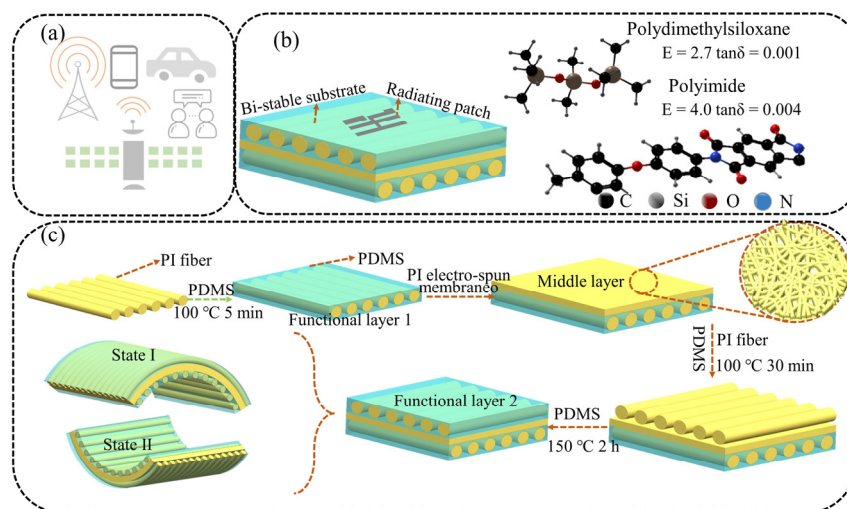 (a)
(b)
Bi-stable substrate
Radiating patch
Polydimethylsiloxane
E = 2.7 tanδ = 0.001
Polyimide
E = 4.0 tanδ = 0.004
C Si O N
(c)
PI fiber
PDMS
100 ℃ 5 min
PDMS
Functional layer 1
PI electro-spun
membraneo
Middle layer
PDMS
PI fiber
100 ℃ 30 min
State I
State II
Functional layer 2
PDMS
150 ℃ 2 h